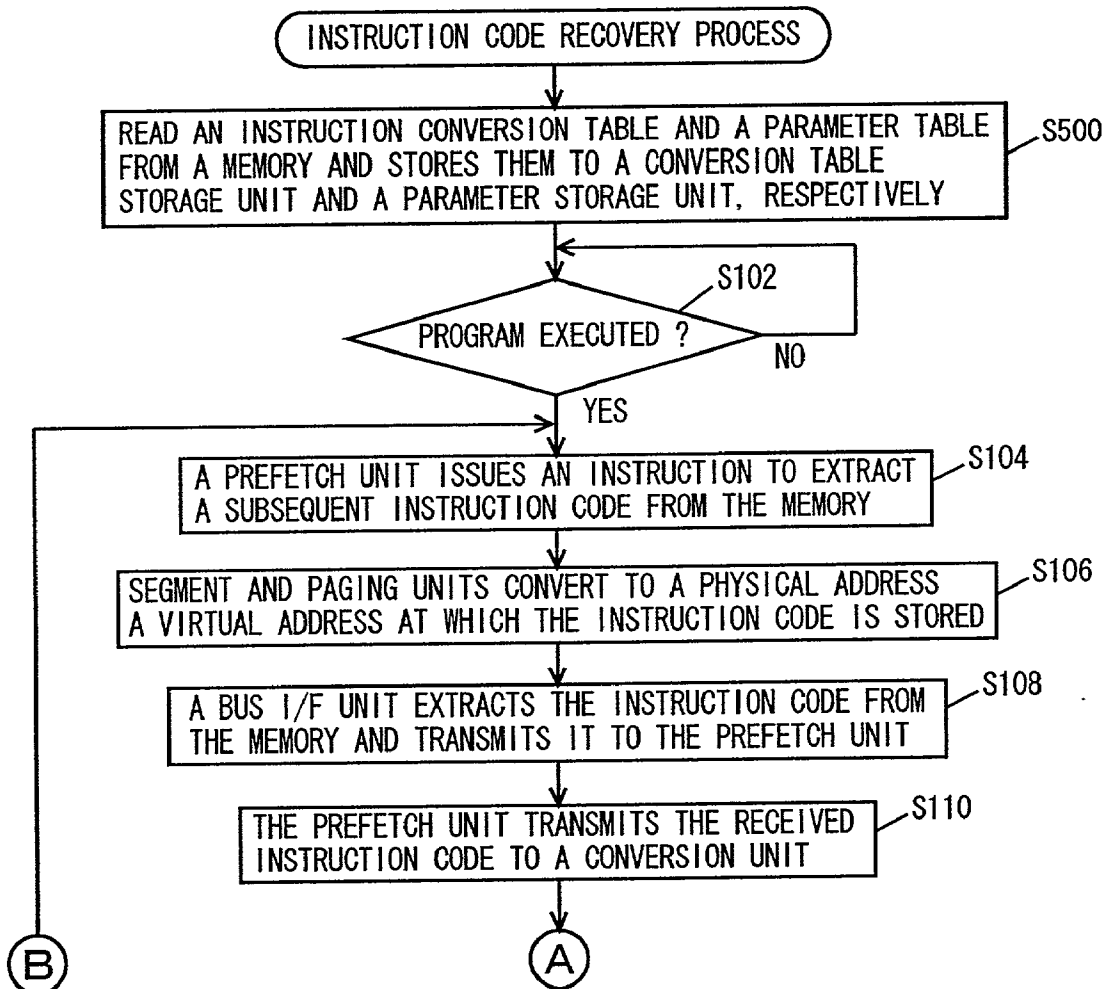 INSTRUCTION CODE RECOVERY PROCESS
READ AN INSTRUCTION CONVERSION TABLE AND A PARAMETER TABLE
FROM A MEMORY AND STORES THEM TO A CONVERSION TABLE
STORAGE UNIT AND A PARAMETER STORAGE UNIT, RESPECTIVELY
S500
S102
PROGRAM EXECUTED ?
NO
YES
S104
A PREFETCH UNIT ISSUES AN INSTRUCTION TO EXTRACT
A SUBSEQUENT INSTRUCTION CODE FROM THE MEMORY
S106
SEGMENT AND PAGING UNITS CONVERT TO A PHYSICAL ADDRESS
A VIRTUAL ADDRESS AT WHICH THE INSTRUCTION CODE IS STORED
S108
A BUS I/F UNIT EXTRACTS THE INSTRUCTION CODE FROM
THE MEMORY AND TRANSMITS IT TO THE PREFETCH UNIT
S110
THE PREFETCH UNIT TRANSMITS THE RECEIVED
INSTRUCTION CODE TO A CONVERSION UNIT
B
A